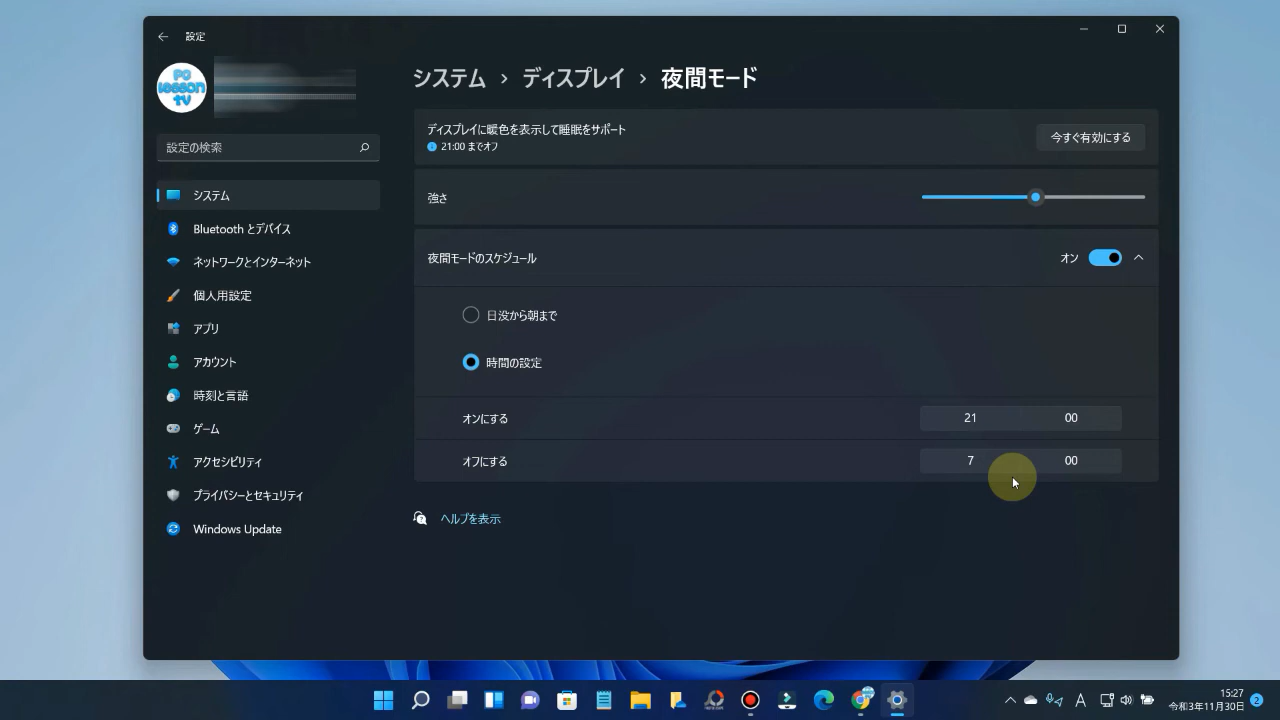 設定
PC
lesson
tv
設定の検索
システム
Bluetooth とデバイス
ネットワークとインターネット
個人用設定
アプリ
アカウント
時刻と言語
ゲーム
アクセシビリティ
プライバシーとセキュリティ
Windows Update
システム › ディスプレイ › 夜間モード
ディスプレイに暖色を表示して睡眠をサポート
21:00 までオフ
今すぐ有効にする
強さ
夜間モードのスケジュール
オン
日没から朝まで
時間の設定
オンにする 21 00
オフにする 7 00
ヘルプを表示
A
15:27
令和3年11月30日
2